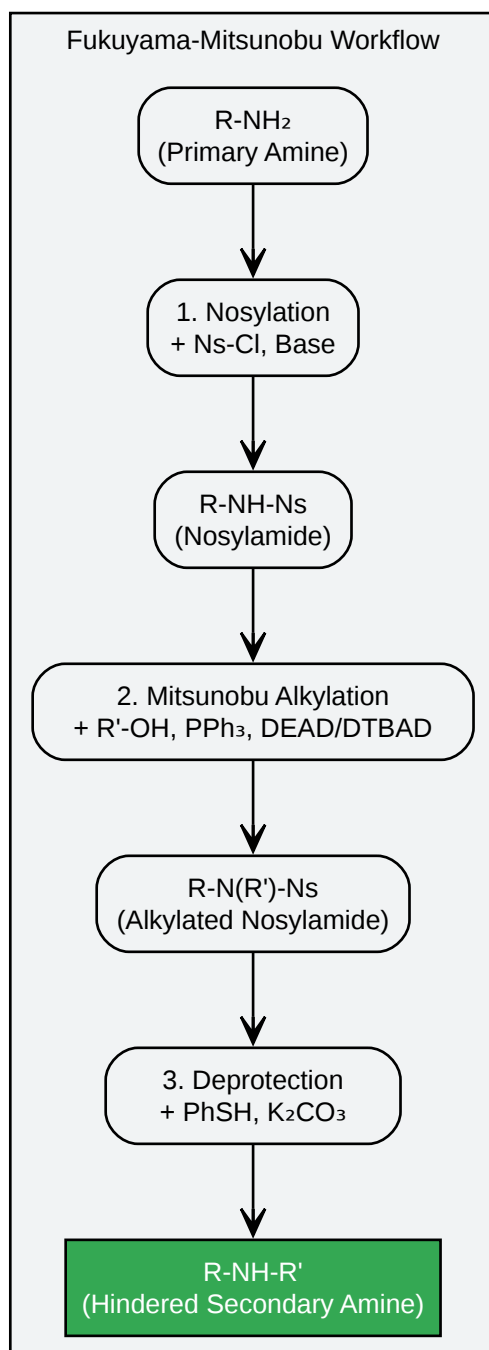 Fukuyama-Mitsunobu Workflow
R-NH₂
(Primary Amine)
1. Nosylation
+ Ns-Cl, Base
R-NH-Ns
(Nosylamide)
2. Mitsunobu Alkylation
+ R'-OH, PPh₃, DEAD/DTBAD
R-N(R')-Ns
(Alkylated Nosylamide)
3. Deprotection
+ PhSH, K₂CO₃
R-NH-R'
(Hindered Secondary Amine)